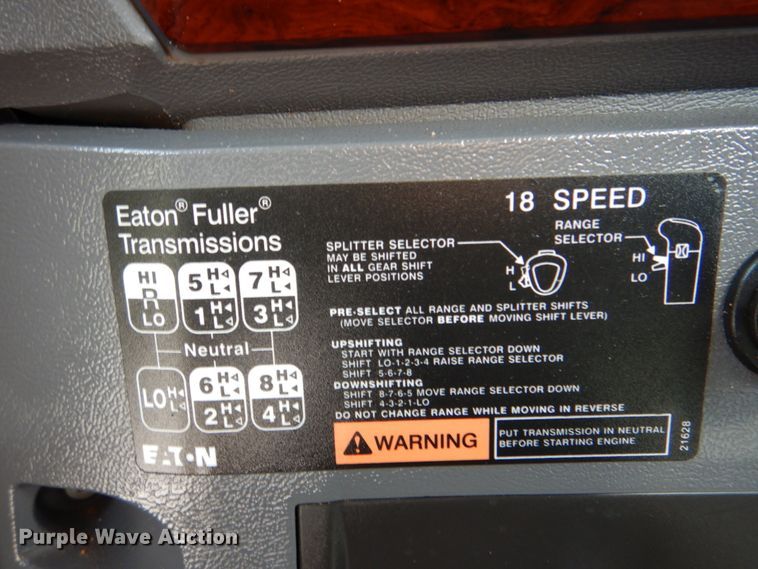 Eaton® Fuller®
Transmissions
18 SPEED
SPLITTER SELECTOR
MAY BE SHIFTED
IN ALL GEAR SHIFT
LEVER POSITIONS
H
L
RANGE
SELECTOR
HI
LO
HI
R
LO
5 H
L
1 H
L
7 H
L
3 H
L
Neutral
LO H
L
6 H
L
2 H
L
8 H
L
4 H
L
EATON
PRE-SELECT ALL RANGE AND SPLITTER SHIFTS
(MOVE SELECTOR BEFORE MOVING SHIFT LEVER)
UPSHIFTING
START WITH RANGE SELECTOR DOWN
SHIFT LO-1-2-3-4 RAISE RANGE SELECTOR
SHIFT 5-6-7-8
DOWNSHIFTING
SHIFT 8-7-6-5 MOVE RANGE SELECTOR DOWN
SHIFT 4-3-2-1-LO
DO NOT CHANGE RANGE WHILE MOVING IN REVERSE
WARNING
PUT TRANSMISSION IN NEUTRAL
BEFORE STARTING ENGINE
21628
Purple Wave Auction